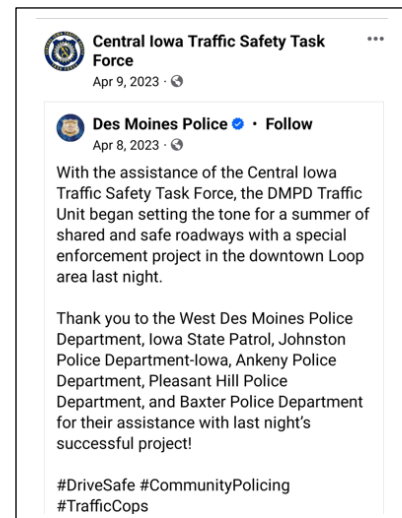 Central Iowa Traffic Safety Task
Force
Apr 9, 2023 ·
Des Moines Police • Follow
Apr 8, 2023 ·
With the assistance of the Central Iowa
Traffic Safety Task Force, the DMPD Traffic
Unit began setting the tone for a summer of
shared and safe roadways with a special
enforcement project in the downtown Loop
area last night.
Thank you to the West Des Moines Police
Department, Iowa State Patrol, Johnston
Police Department-Iowa, Ankeny Police
Department, Pleasant Hill Police
Department, and Baxter Police Department
for their assistance with last night's
successful project!
#DriveSafe #CommunityPolicing
#TrafficCops